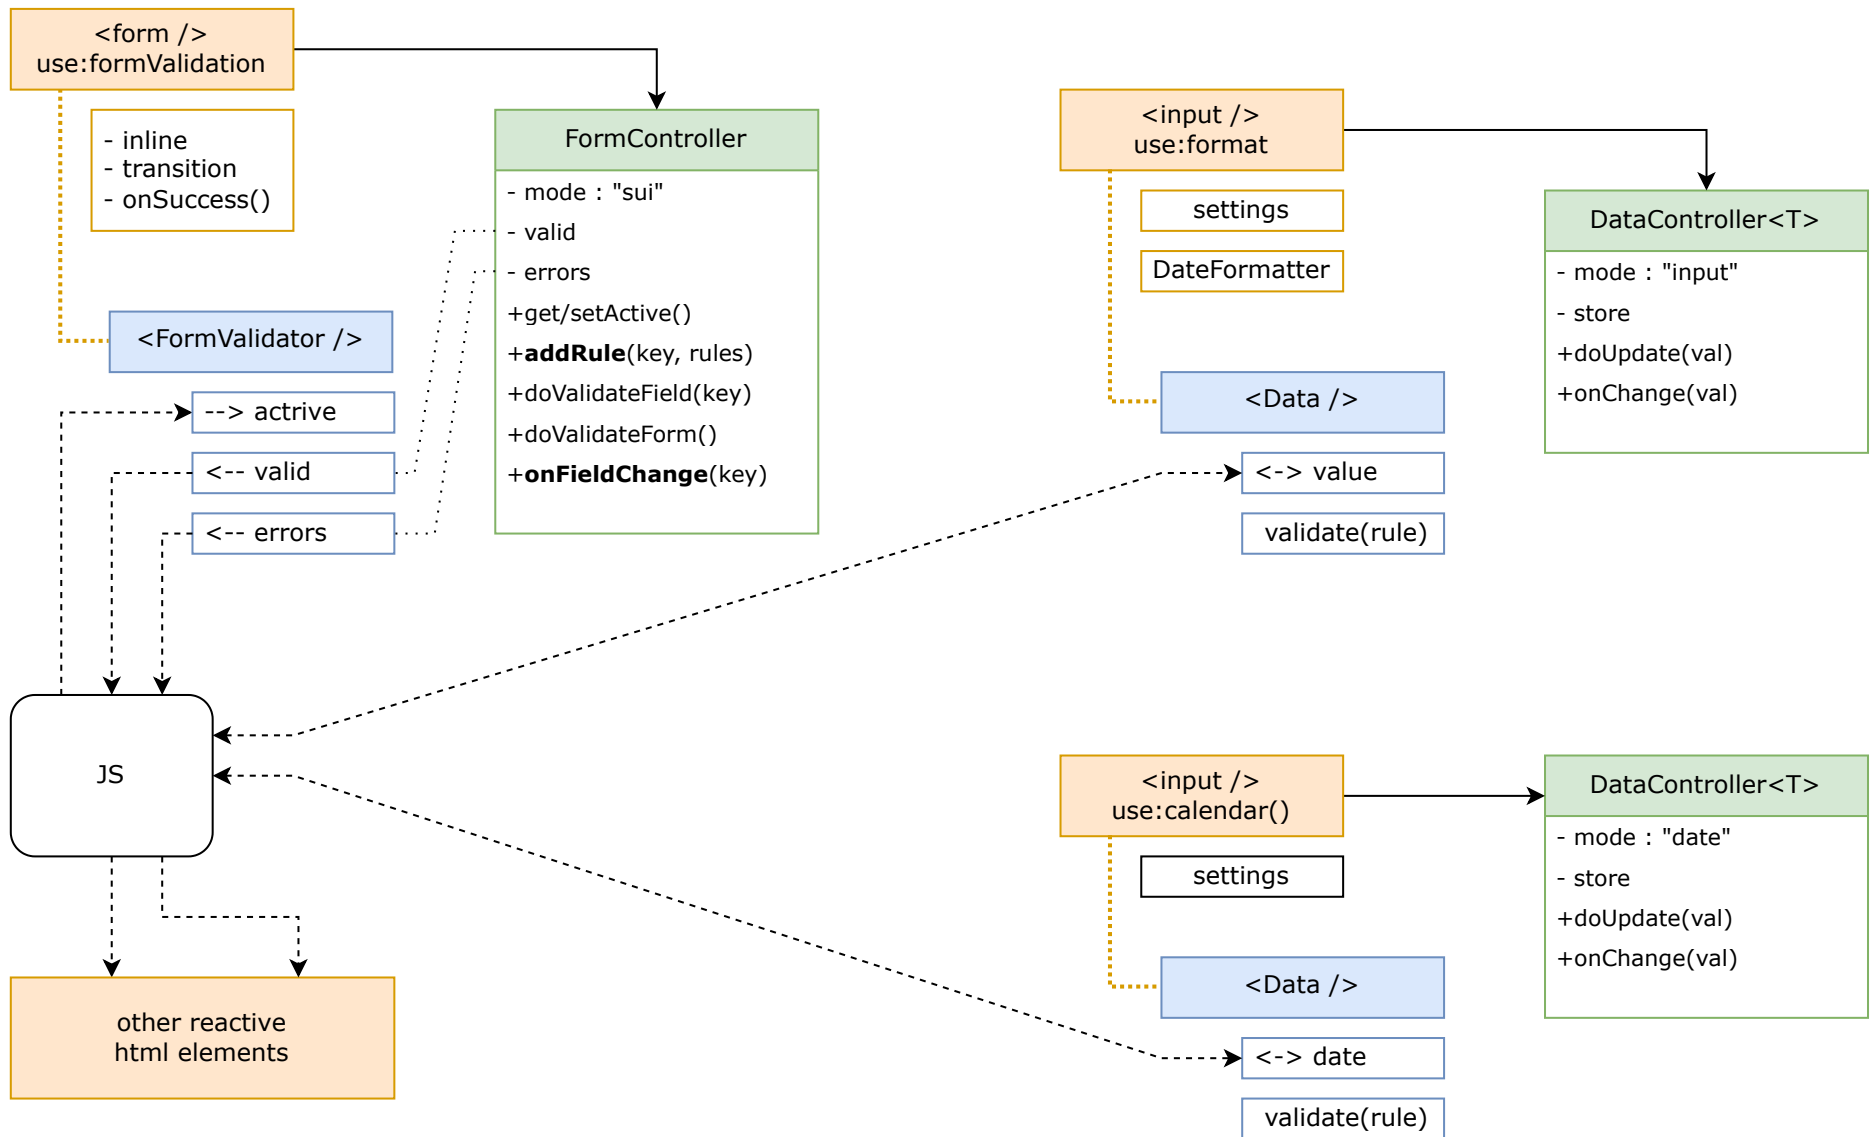 <form />
use:formValidation
- inline
- transition
- onSuccess()
<FormValidator />
--> actrive
<-- valid
<-- errors
FormController
- mode : "sui"
- valid
- errors
+get/setActive()
+addRule(key, rules)
+doValidateField(key)
+doValidateForm()
+onFieldChange(key)
<input />
use:format
settings
DateFormatter
<Data />
<-> value
validate(rule)
DataController<T>
- mode : "input"
- store
+doUpdate(val)
+onChange(val)
JS
other reactive
html elements
<input />
use:calendar()
settings
<Data />
<-> date
validate(rule)
DataController<T>
- mode : "date"
- store
+doUpdate(val)
+onChange(val)